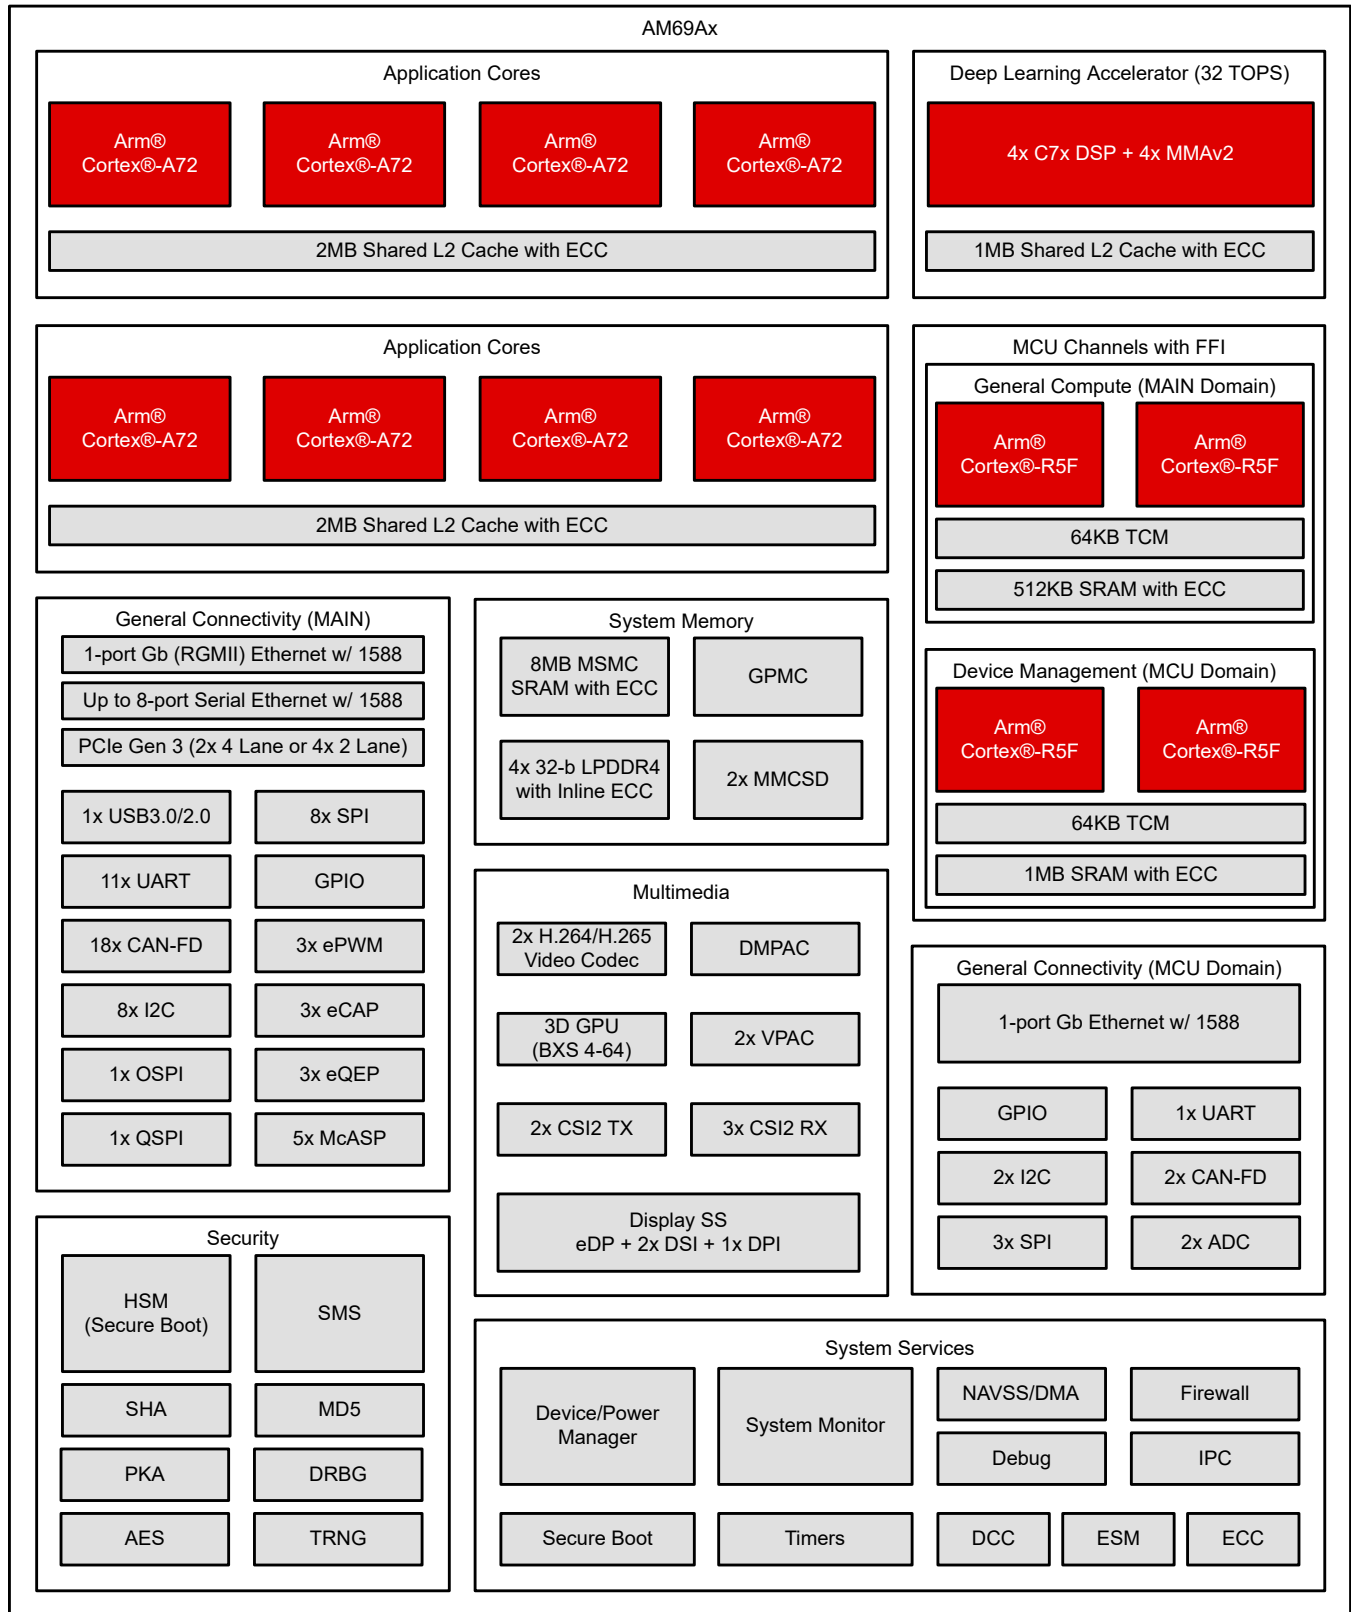 AM69Ax
Application Cores
Arm®
Cortex®-A72
Arm®
Cortex®-A72
Arm®
Cortex®-A72
Arm®
Cortex®-A72
2MB Shared L2 Cache with ECC
Deep Learning Accelerator (32 TOPS)
4x C7x DSP + 4x MMAv2
1MB Shared L2 Cache with ECC
Application Cores
Arm®
Cortex®-A72
Arm®
Cortex®-A72
Arm®
Cortex®-A72
Arm®
Cortex®-A72
2MB Shared L2 Cache with ECC
MCU Channels with FFI
General Compute (MAIN Domain)
Arm®
Cortex®-R5F
Arm®
Cortex®-R5F
64KB TCM
512KB SRAM with ECC
Device Management (MCU Domain)
Arm®
Cortex®-R5F
Arm®
Cortex®-R5F
64KB TCM
1MB SRAM with ECC
General Connectivity (MAIN)
1-port Gb (RGMII) Ethernet w/ 1588
Up to 8-port Serial Ethernet w/ 1588
PCIe Gen 3 (2x 4 Lane or 4x 2 Lane)
1x USB3.0/2.0
8x SPI
11x UART
GPIO
18x CAN-FD
3x ePWM
8x I2C
3x eCAP
1x OSPI
3x eQEP
1x QSPI
5x McASP
System Memory
8MB MSMC
SRAM with ECC
GPMC
4x 32-b LPDDR4
with Inline ECC
2x MMCSD
Multimedia
2x H.264/H.265
Video Codec
DMPAC
3D GPU
(BXS 4-64)
2x VPAC
2x CSI2 TX
3x CSI2 RX
Display SS
eDP + 2x DSI + 1x DPI
General Connectivity (MCU Domain)
1-port Gb Ethernet w/ 1588
GPIO
1x UART
2x I2C
2x CAN-FD
3x SPI
2x ADC
Security
HSM
(Secure Boot)
SMS
SHA
MD5
PKA
DRBG
AES
TRNG
System Services
Device/Power
Manager
System Monitor
NAVSS/DMA
Firewall
Debug
IPC
Secure Boot
Timers
DCC
ESM
ECC